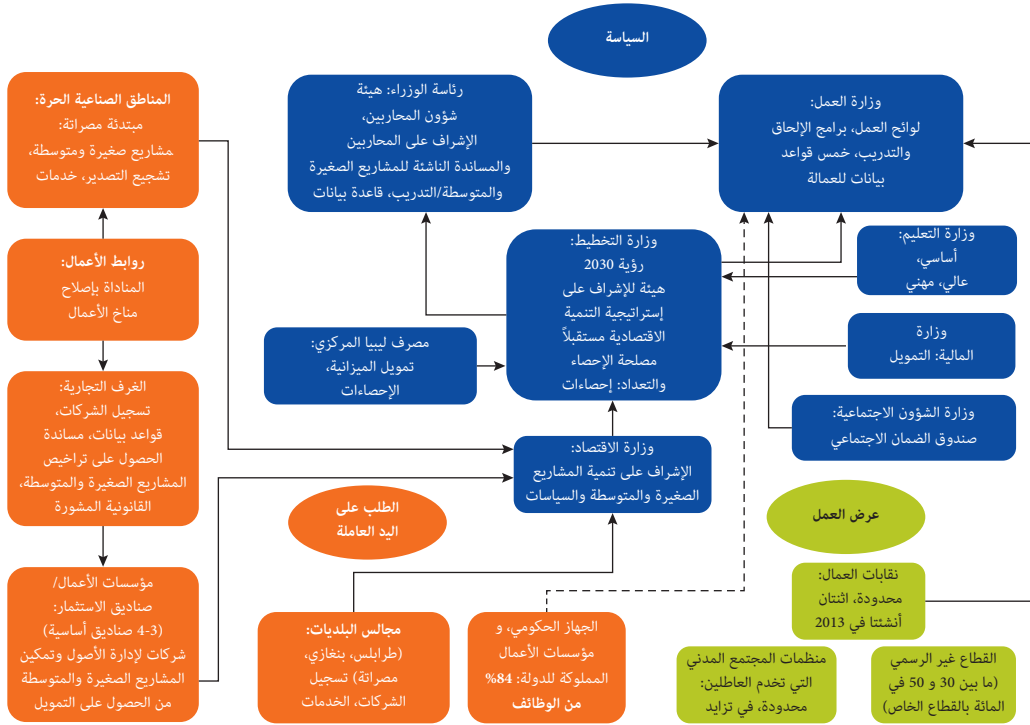 السياسة
وزارة العمل:
لوائح العمل، برامج الإلحاق
والتدريب، خمس قواعد
بيانات للعمالة
رئاسة الوزراء: هيئة
شؤون المحاربين،
الإشراف على المحاربين
والمساندة الناشئة للمشاريع الصغيرة
والمتوسطة/التدريب، قاعدة بيانات
المناطق الصناعية الحرة:
مبتدئة مصراتة:
مشاريع صغيرة ومتوسطة،
تشجيع التصدير، خدمات
وزارة التعليم:
أساسي،
عالي، مهني
وزارة التخطيط:
رؤية 2030
هيئة للإشراف على
إستراتيجية التنمية
الاقتصادية مستقبلاً
مصلحة الإحصاء
والتعداد: إحصاءات
روابط الأعمال:
المناداة بإصلاح
مناخ الأعمال
وزارة
المالية: التمويل
مصرف ليبيا المركزي:
تمويل الميزانية،
الإحصاءات
وزارة الشؤون الاجتماعية:
صندوق الضمان الاجتماعي
وزارة الاقتصاد:
الإشراف على تنمية المشاريع
الصغيرة والمتوسطة والسياسات
الغرف التجارية:
تسجيل الشركات،
قواعد بيانات، مساندة
الحصول على تراخيص
المشاريع الصغيرة والمتوسطة،
القانونية المشورة
عرض العمل
الطلب على
اليد العاملة
نقابات العمال:
محدودة، اثنتان
أنشئتا في 2013
القطاع غير الرسمي
(ما بين 30 و 50 في
المائة بالقطاع الخاص)
منظمات المجتمع المدني
التي تخدم العاطلين:
محدودة، في تزايد
الجهاز الحكومي، و
مؤسسات الأعمال
المملوكة للدولة: 84%
من الوظائف
مجالس البلديات:
(طرابلس، بنغازي،
مصراتة) تسجيل
الشركات، الخدمات
مؤسسات الأعمال/
صناديق الاستثمار:
(3-4 صناديق أساسية)
شركات لإدارة الأصول وتمكين
المشاريع الصغيرة والمتوسطة
من الحصول على التمويل